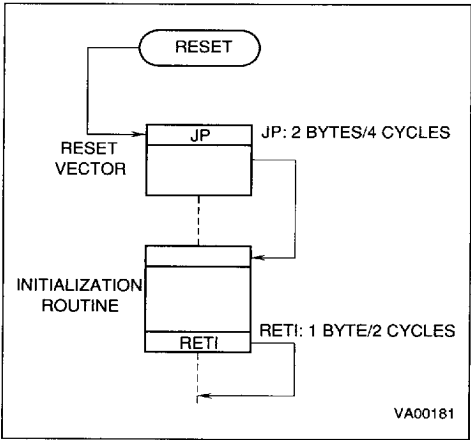 RESET
JP
JP: 2 BYTES/4 CYCLES
RESET
VECTOR
INITIALIZATION
ROUTINE
RETI: 1 BYTE/2 CYCLES
RETI
VA00181